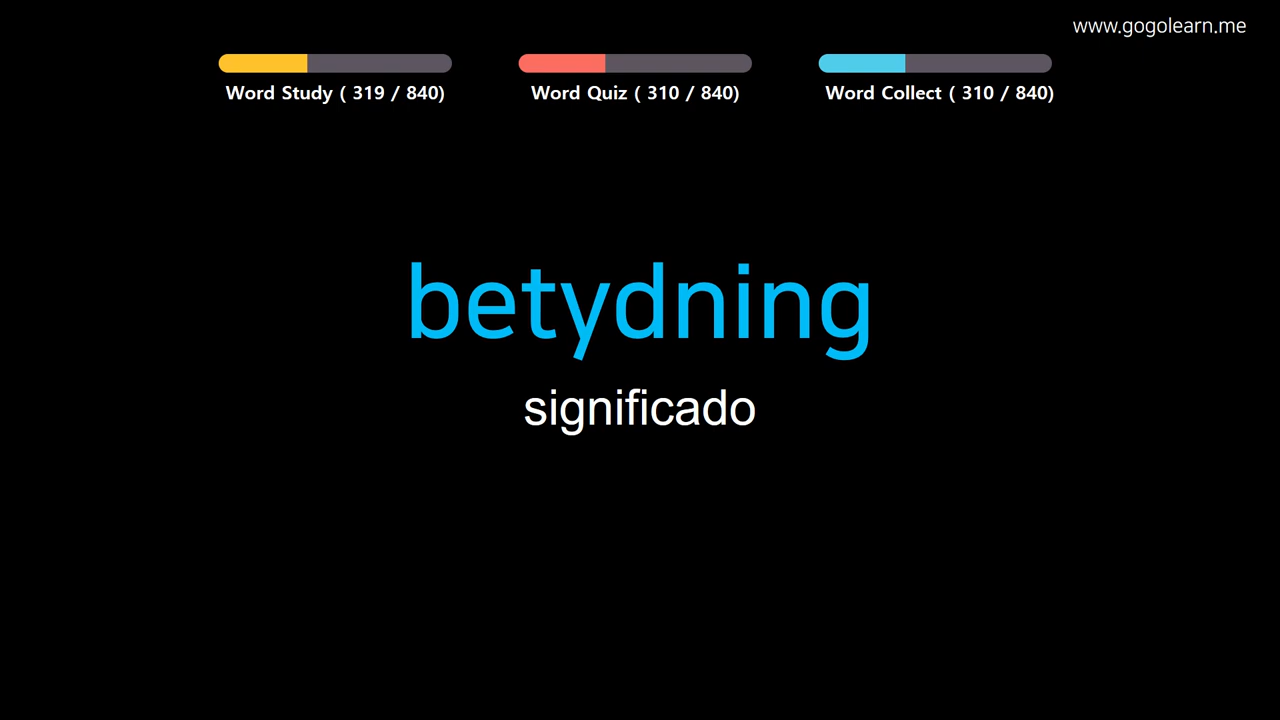 www.gogolearn.me
Word Study ( 319 / 840)
Word Quiz ( 310 / 840)
Word Collect ( 310 / 840)
betydning
significado